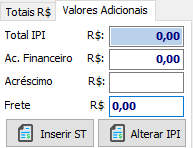 Totais R$ Valores Adicionais
Total IPI R$: 0,00
Ac. Financeiro R$: 0,00
Acréscimo R$:
Frete R$ 0,00
Inserir ST Alterar IPI